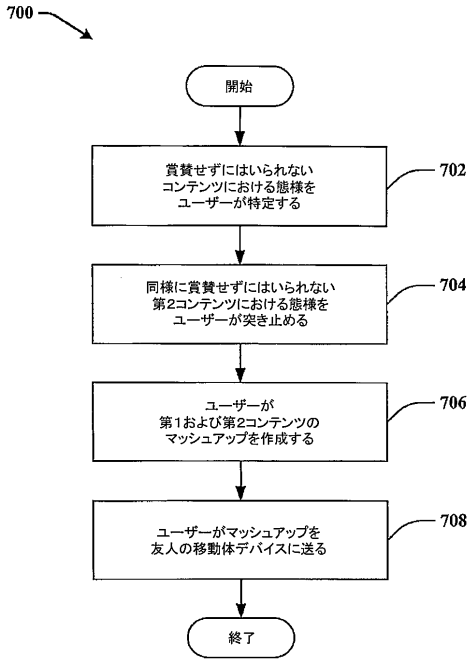 700
開始
賞賛せずにはいられない
コンテンツにおける態様を
ユーザーが特定する
702
同様に賞賛せずにはいられない
第2コンテンツにおける態様を
ユーザーが突き止める
704
ユーザーが
第1および第2コンテンツの
マッシュアップを作成する
706
ユーザーがマッシュアップを
友人の移動体デバイスに送る
708
終了